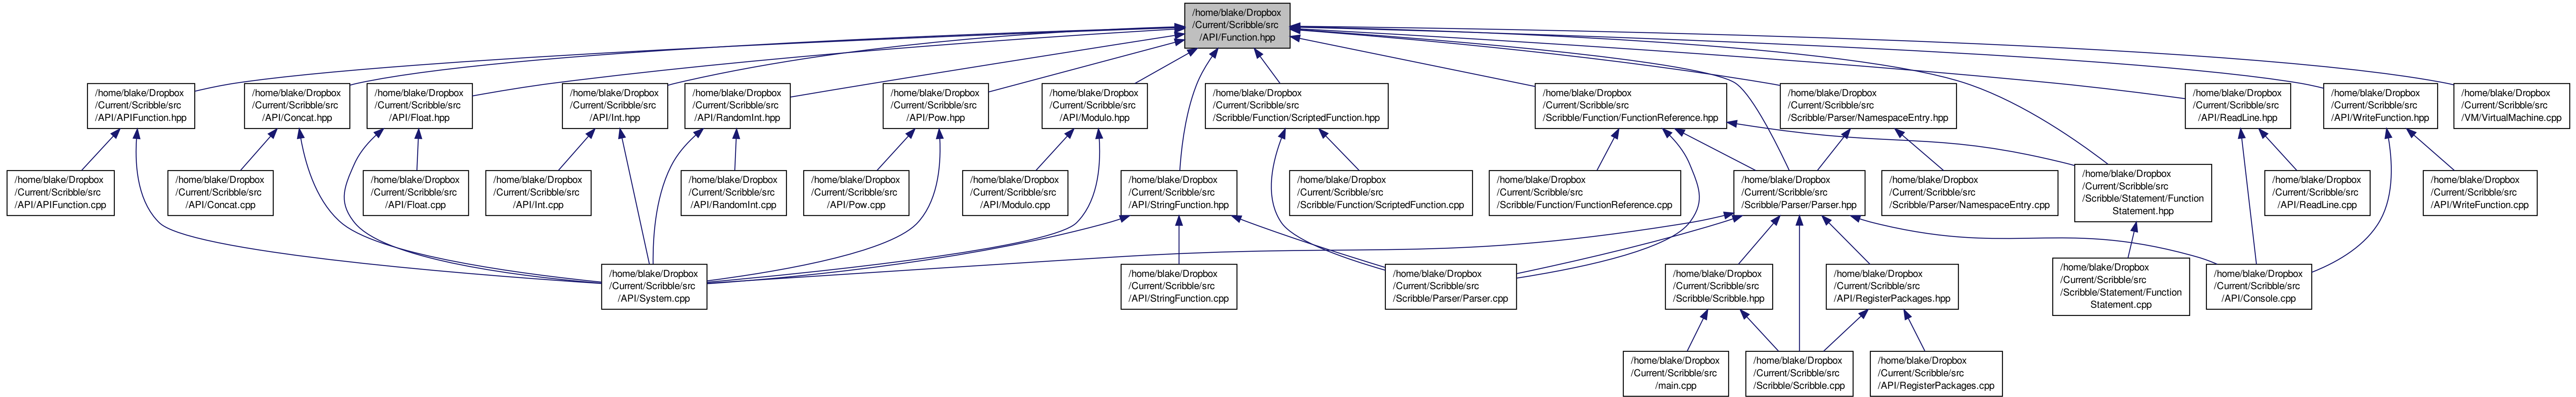 /home/blake/Dropbox
/Current/Scribble/src
/API/Function.hpp
/home/blake/Dropbox
/Current/Scribble/src
/API/APIFunction.hpp
/home/blake/Dropbox
/Current/Scribble/src
/API/Concat.hpp
/home/blake/Dropbox
/Current/Scribble/src
/API/Float.hpp
/home/blake/Dropbox
/Current/Scribble/src
/API/Int.hpp
/home/blake/Dropbox
/Current/Scribble/src
/API/RandomInt.hpp
/home/blake/Dropbox
/Current/Scribble/src
/API/Pow.hpp
/home/blake/Dropbox
/Current/Scribble/src
/API/Modulo.hpp
/home/blake/Dropbox
/Current/Scribble/src
/Scribble/Function/ScriptedFunction.hpp
/home/blake/Dropbox
/Current/Scribble/src
/Scribble/Function/FunctionReference.hpp
/home/blake/Dropbox
/Current/Scribble/src
/Scribble/Parser/NamespaceEntry.hpp
/home/blake/Dropbox
/Current/Scribble/src
/API/ReadLine.hpp
/home/blake/Dropbox
/Current/Scribble/src
/API/WriteFunction.hpp
/home/blake/Dropbox
/Current/Scribble/src
/VM/VirtualMachine.cpp
/home/blake/Dropbox
/Current/Scribble/src
/API/APIFunction.cpp
/home/blake/Dropbox
/Current/Scribble/src
/API/Concat.cpp
/home/blake/Dropbox
/Current/Scribble/src
/API/Float.cpp
/home/blake/Dropbox
/Current/Scribble/src
/API/Int.cpp
/home/blake/Dropbox
/Current/Scribble/src
/API/RandomInt.cpp
/home/blake/Dropbox
/Current/Scribble/src
/API/Pow.cpp
/home/blake/Dropbox
/Current/Scribble/src
/API/Modulo.cpp
/home/blake/Dropbox
/Current/Scribble/src
/API/StringFunction.hpp
/home/blake/Dropbox
/Current/Scribble/src
/Scribble/Function/ScriptedFunction.cpp
/home/blake/Dropbox
/Current/Scribble/src
/Scribble/Function/FunctionReference.cpp
/home/blake/Dropbox
/Current/Scribble/src
/Scribble/Parser/Parser.hpp
/home/blake/Dropbox
/Current/Scribble/src
/Scribble/Parser/NamespaceEntry.cpp
/home/blake/Dropbox
/Current/Scribble/src
/Scribble/Statement/Function
Statement.hpp
/home/blake/Dropbox
/Current/Scribble/src
/API/ReadLine.cpp
/home/blake/Dropbox
/Current/Scribble/src
/API/WriteFunction.cpp
/home/blake/Dropbox
/Current/Scribble/src
/API/System.cpp
/home/blake/Dropbox
/Current/Scribble/src
/API/StringFunction.cpp
/home/blake/Dropbox
/Current/Scribble/src
/Scribble/Parser/Parser.cpp
/home/blake/Dropbox
/Current/Scribble/src
/Scribble/Scribble.hpp
/home/blake/Dropbox
/Current/Scribble/src
/API/RegisterPackages.hpp
/home/blake/Dropbox
/Current/Scribble/src
/Scribble/Statement/Function
Statement.cpp
/home/blake/Dropbox
/Current/Scribble/src
/API/Console.cpp
/home/blake/Dropbox
/Current/Scribble/src
/main.cpp
/home/blake/Dropbox
/Current/Scribble/src
/Scribble/Scribble.cpp
/home/blake/Dropbox
/Current/Scribble/src
/API/RegisterPackages.cpp